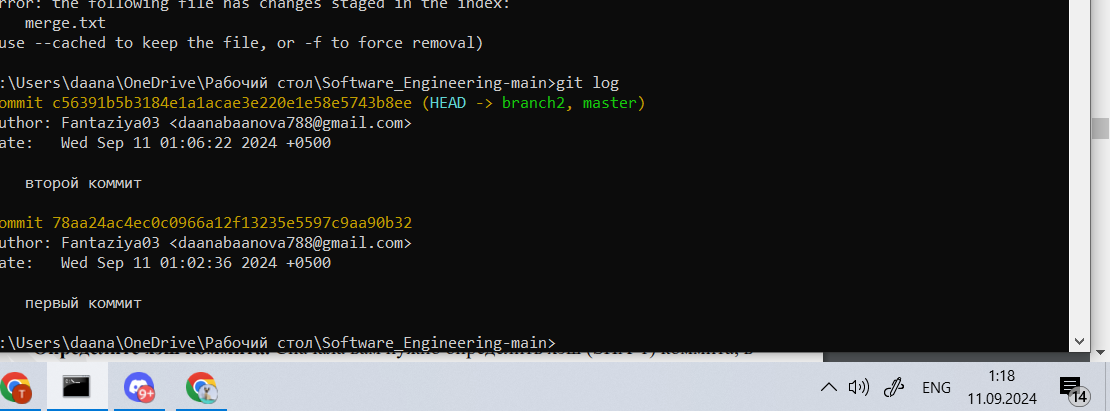 rror: the following file has changes staged in the index:
merge.txt
use --cached to keep the file, or -f to force removal)
:\Users\daana\OneDrive\Рабочий стол\Software_Engineering-main>git log
ommit c56391b5b3184e1a1acae3e220e1e58e5743b8ee (HEAD -> branch2, master)
uthor: Fantaziya03 <daanabaanova788@gmail.com>
ate:   Wed Sep 11 01:06:22 2024 +0500
второй коммит
ommit 78aa24ac4ec0c0966a12f13235e5597c9aa90b32
uthor: Fantaziya03 <daanabaanova788@gmail.com>
ate:   Wed Sep 11 01:02:36 2024 +0500
первый коммит
:\Users\daana\OneDrive\Рабочий стол\Software_Engineering-main>
T
9+
ENG
1:18
11.09.2024
14